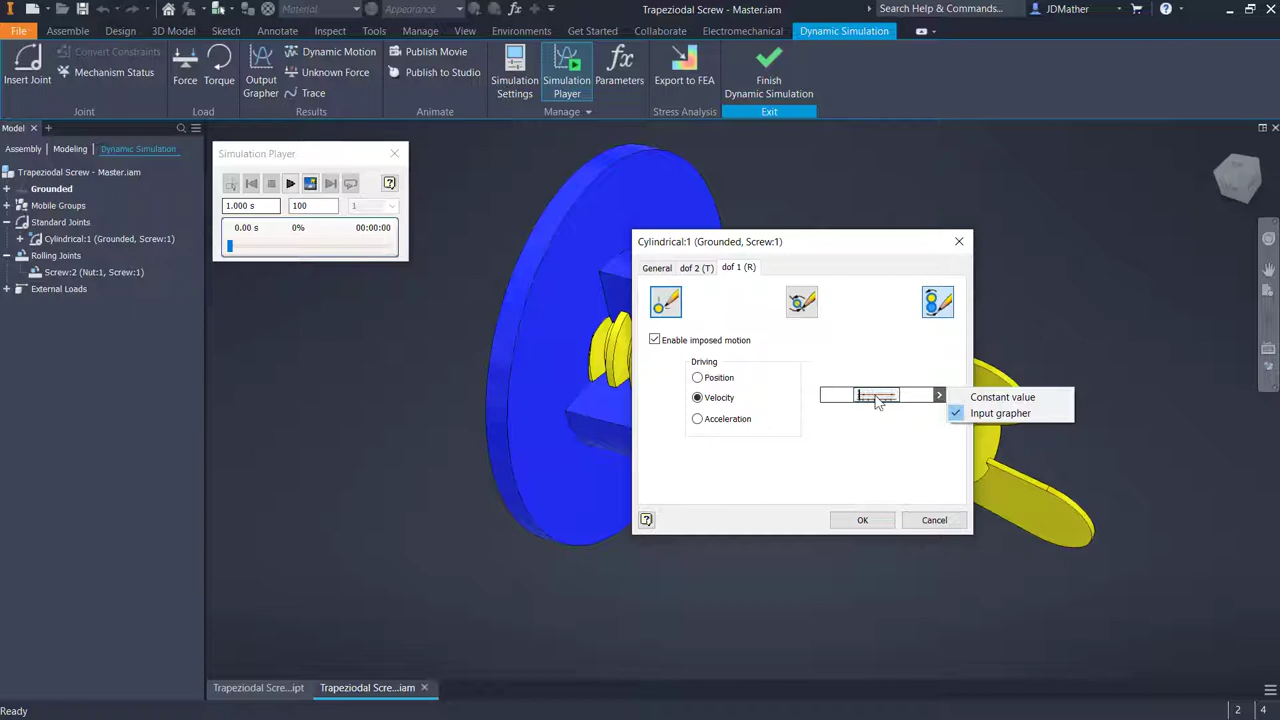 Material
Appearance
Trapeziodal Screw - Master.iam
Search Help & Commands...
JDMather
File
Assembly
Design
3D Model
Sketch
Annotate
Inspect
Tools
Manage
View
Environments
Get Started
Collaborate
Electromechanical
Dynamic Simulation
Insert Joint
Convert Constraints
Mechanism Status
Joint
Force
Torque
Load
Output
Grapher
Dynamic Motion
Unknown Force
Trace
Results
Publish Movie
Publish to Studio
Animate
Simulation
Settings
Simulation
Player
fx
Parameters
Manage
Export to FEA
Stress Analysis
Finish
Dynamic Simulation
Exit
Model
Assembly
Modeling
Dynamic Simulation
Trapeziodal Screw - Master.iam
Grounded
Mobile Groups
Standard Joints
Cylindrical:1 (Grounded, Screw:1)
Rolling Joints
Screw:2 (Nut:1, Screw:1)
External Loads
Simulation Player
1.000 s
100
1
0.00 s
0%
00:00:00
Cylindrical:1 (Grounded, Screw:1)
General
dof 2 (T)
dof 1 (R)
Enable imposed motion
Driving
Position
Velocity
Acceleration
Constant value
Input grapher
OK
Cancel
Trapeziodal Scre...ipt
Trapeziodal Scre....iam
Ready
2
4